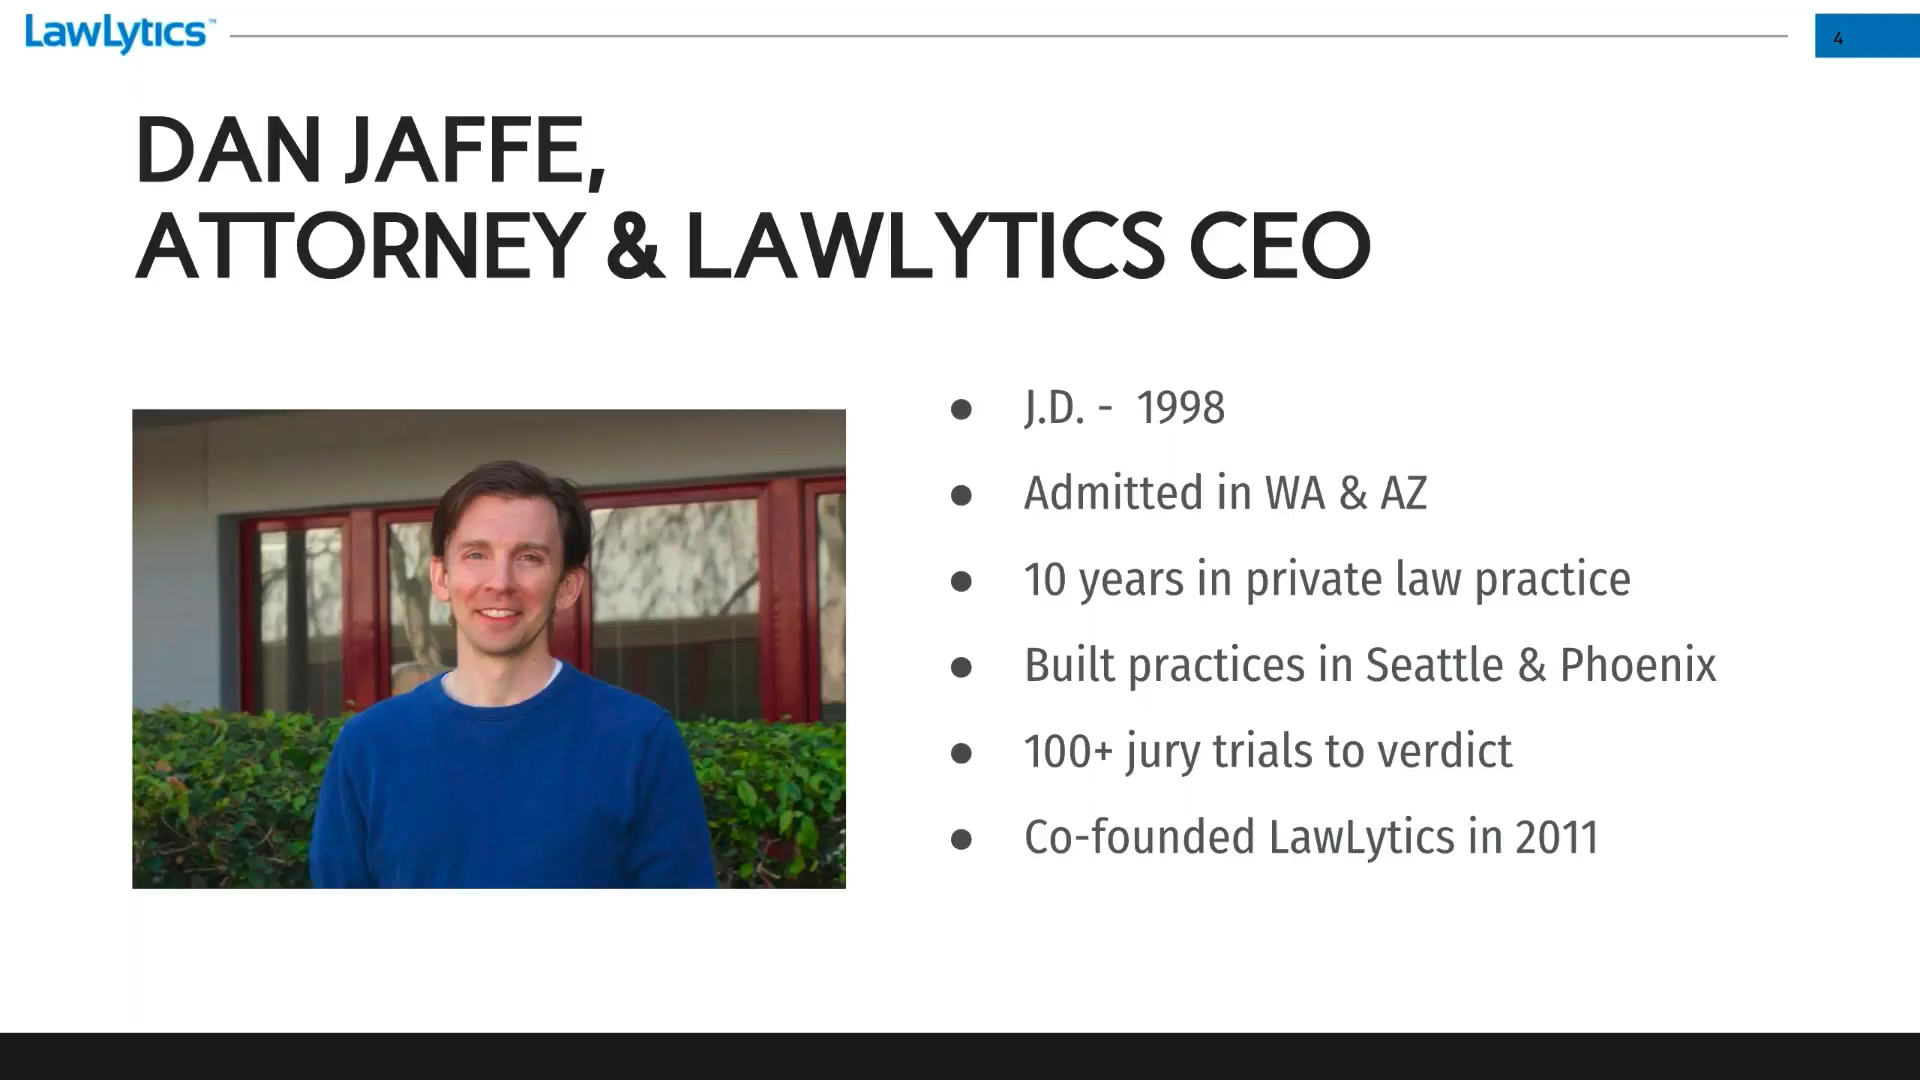 LawLytics™
4
DAN JAFFE,
ATTORNEY & LAWLYTICS CEO
● J.D. - 1998
● Admitted in WA & AZ
● 10 years in private law practice
● Built practices in Seattle & Phoenix
● 100+ jury trials to verdict
● Co-founded LawLytics in 2011